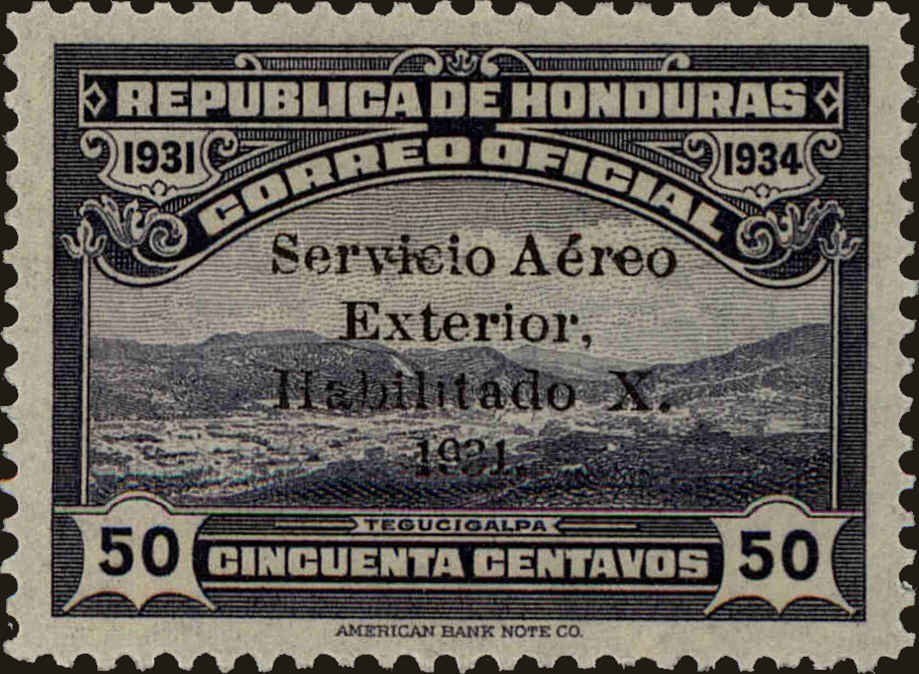 REPUBLICA DE HONDURAS
1931
1934
CORREO OFICIAL
Servicio Aéreo
Exterior,
Habilitado X.
1931.
TEGUCIGALPA
50
CINCUENTA CENTAVOS
50
AMERICAN BANK NOTE CO.